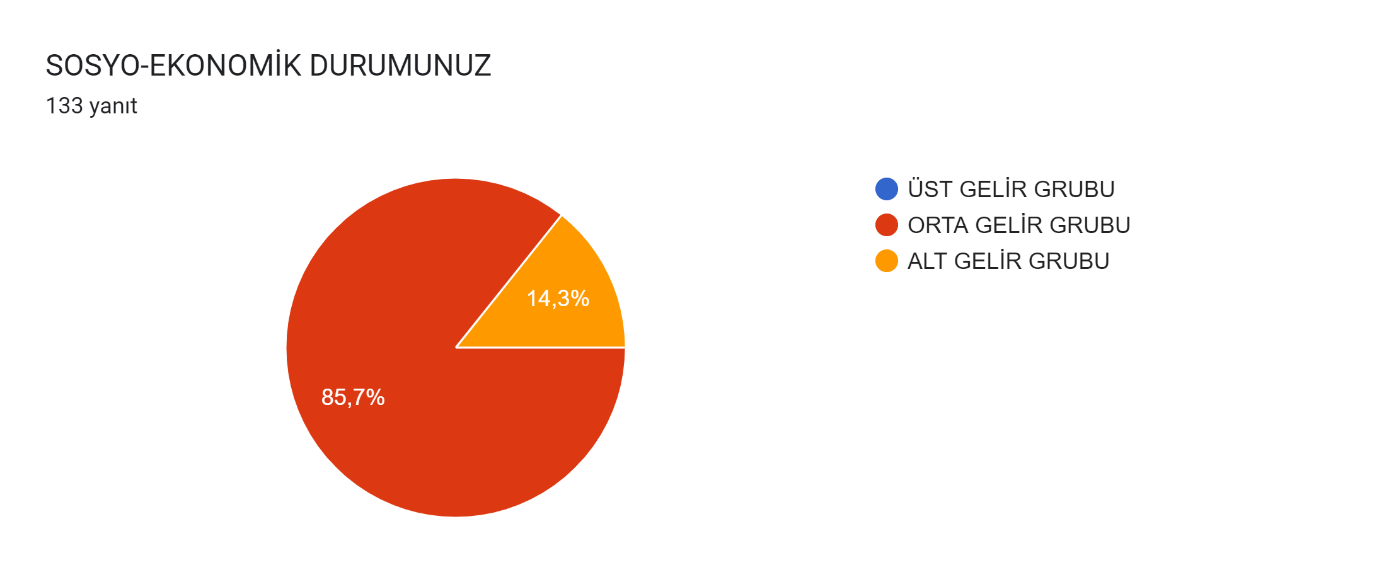 SOSYO-EKONOMİK DURUMUNUZ
133 yanıt
ÜST GELİR GRUBU
ORTA GELİR GRUBU
ALT GELİR GRUBU
14,3%
85,7%